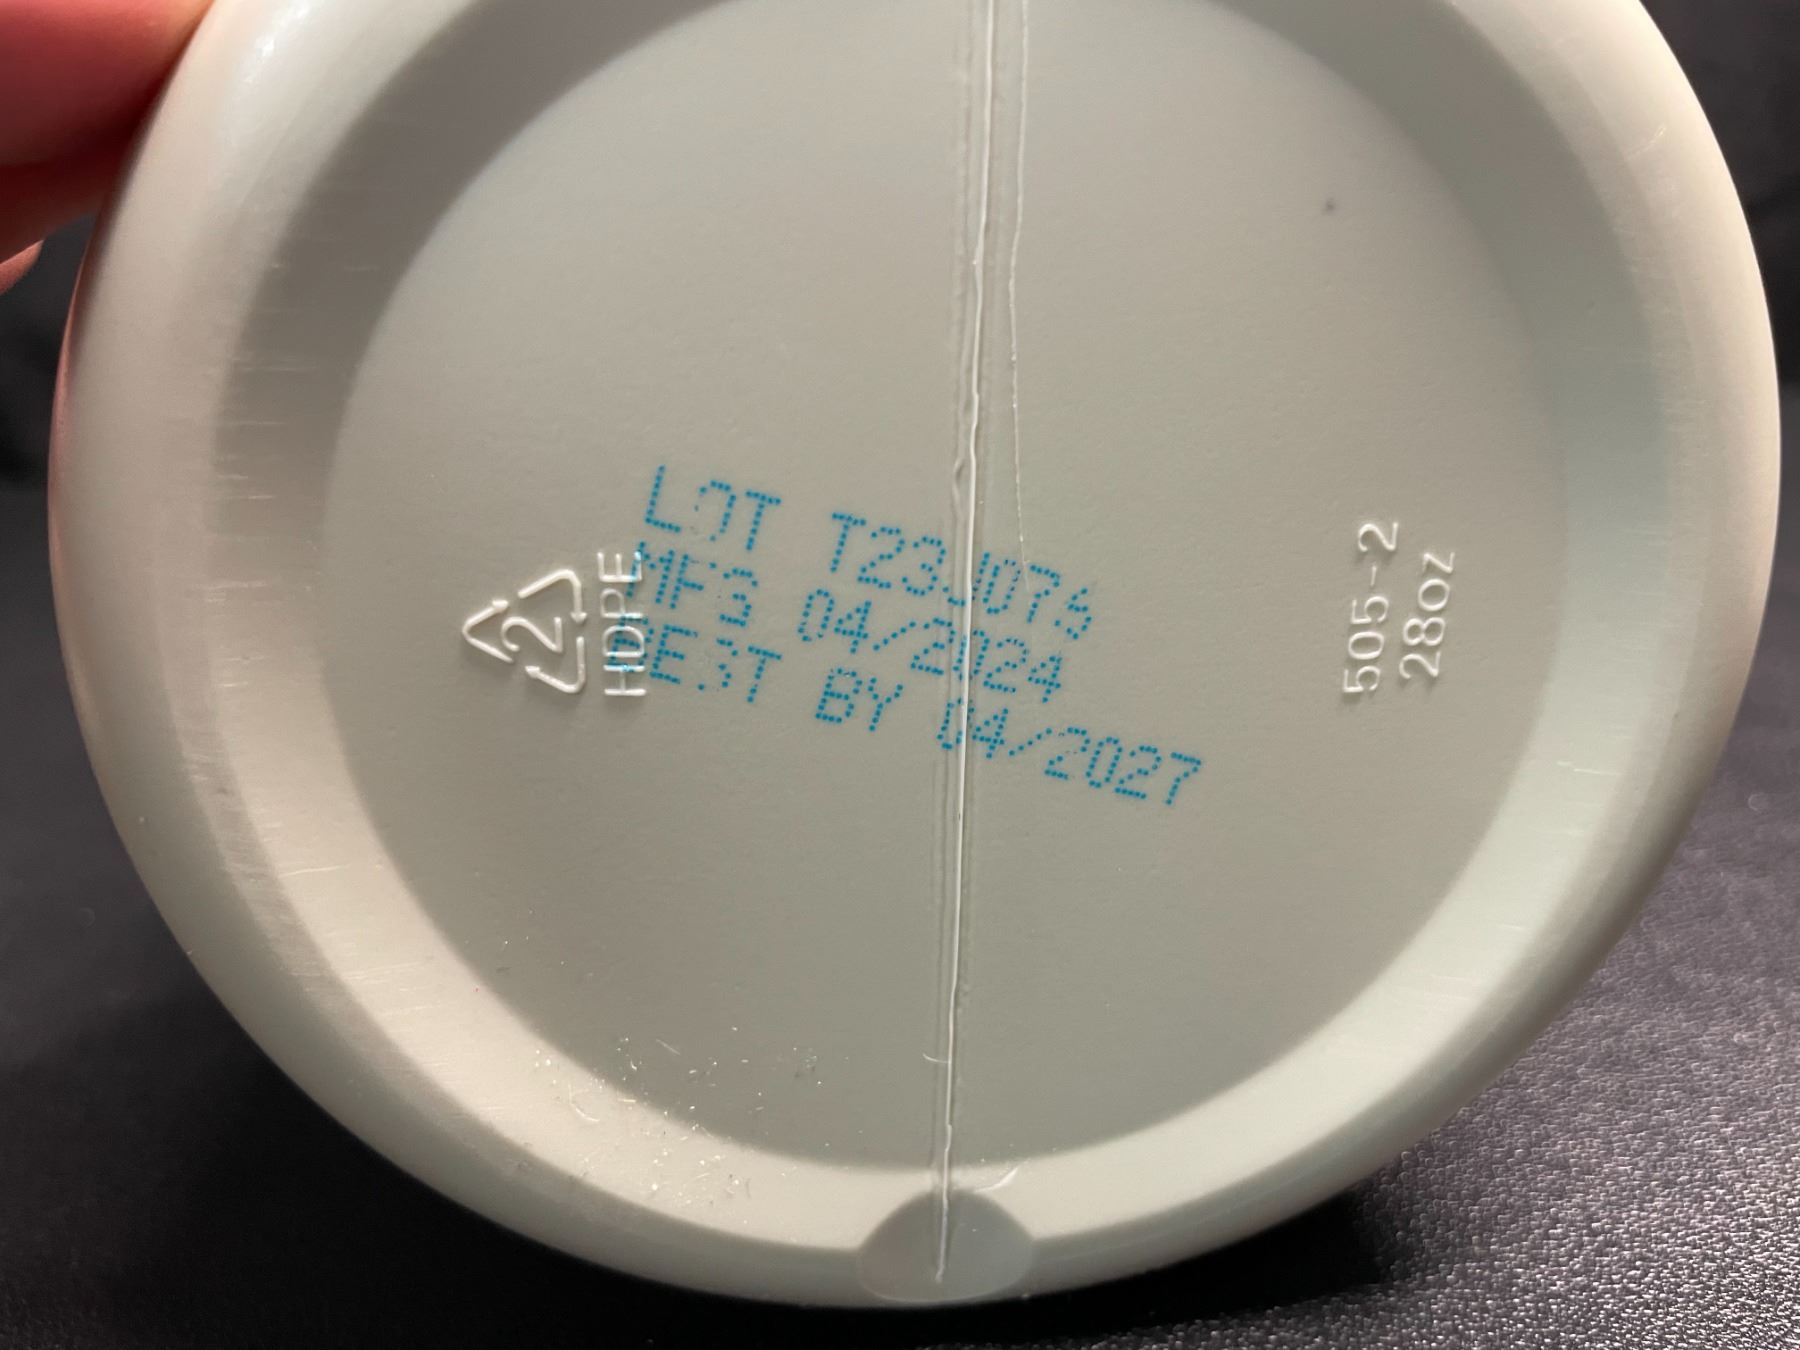 LOT T23J076
MFG 04/2024
BEST BY 04/2027
2
HDPE
505-2
28oz